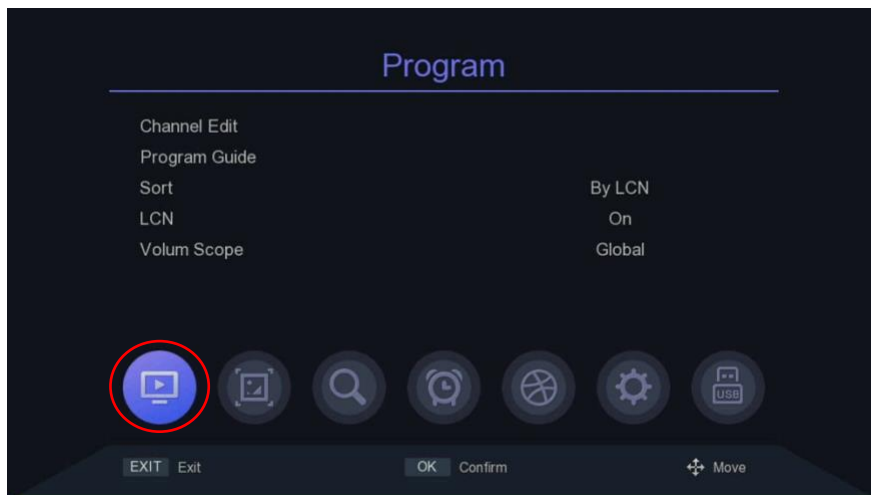 Program
Channel Edit
Program Guide
Sort By LCN
LCN On
Volum Scope Global
USB
EXIT Exit OK Confirm Move